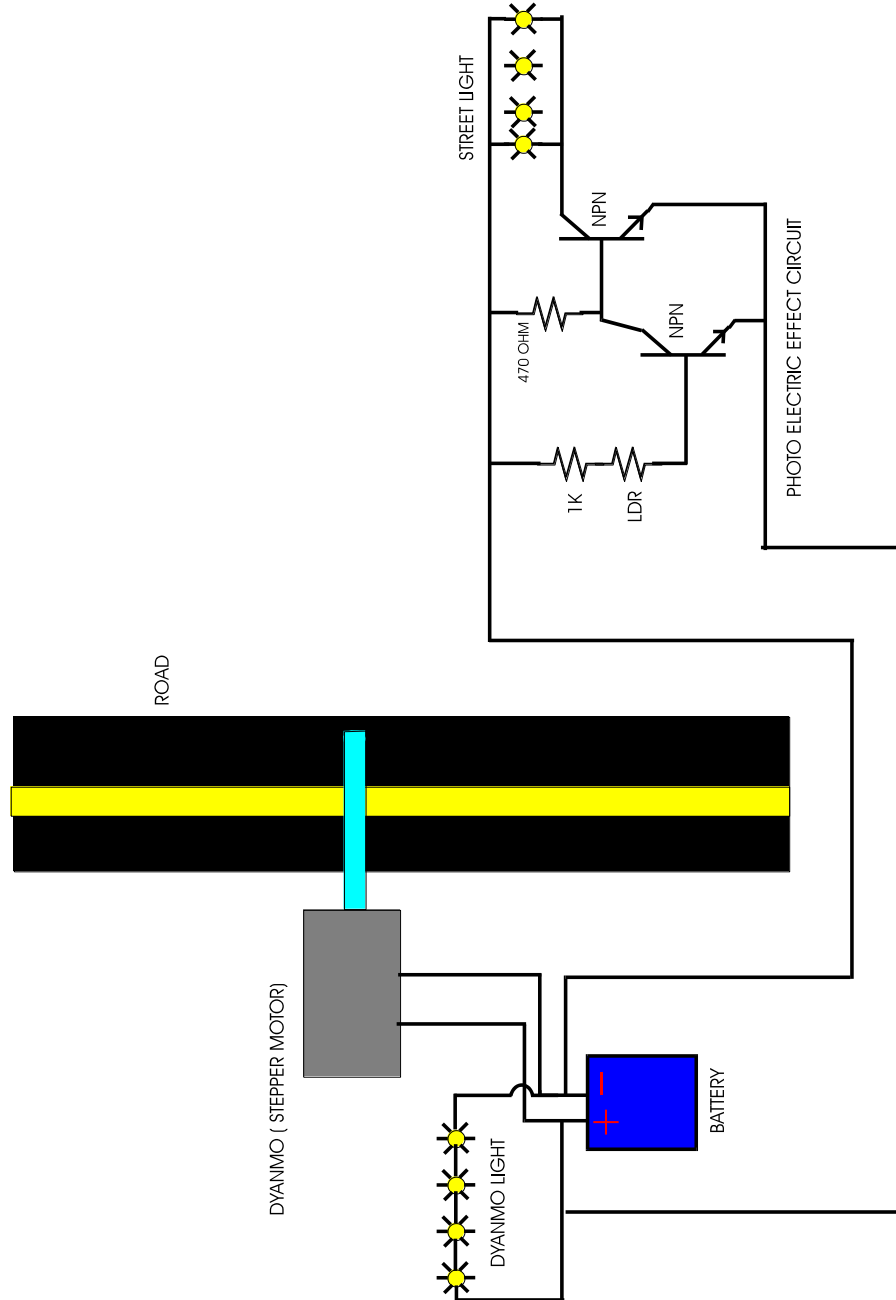 STREET LIGHT
NPN
470 OHM
NPN
1K
LDR
PHOTO ELECTRIC EFFECT CIRCUIT
ROAD
DYANMO ( STEPPER MOTOR)
DYANMO LIGHT
+
-
BATTERY